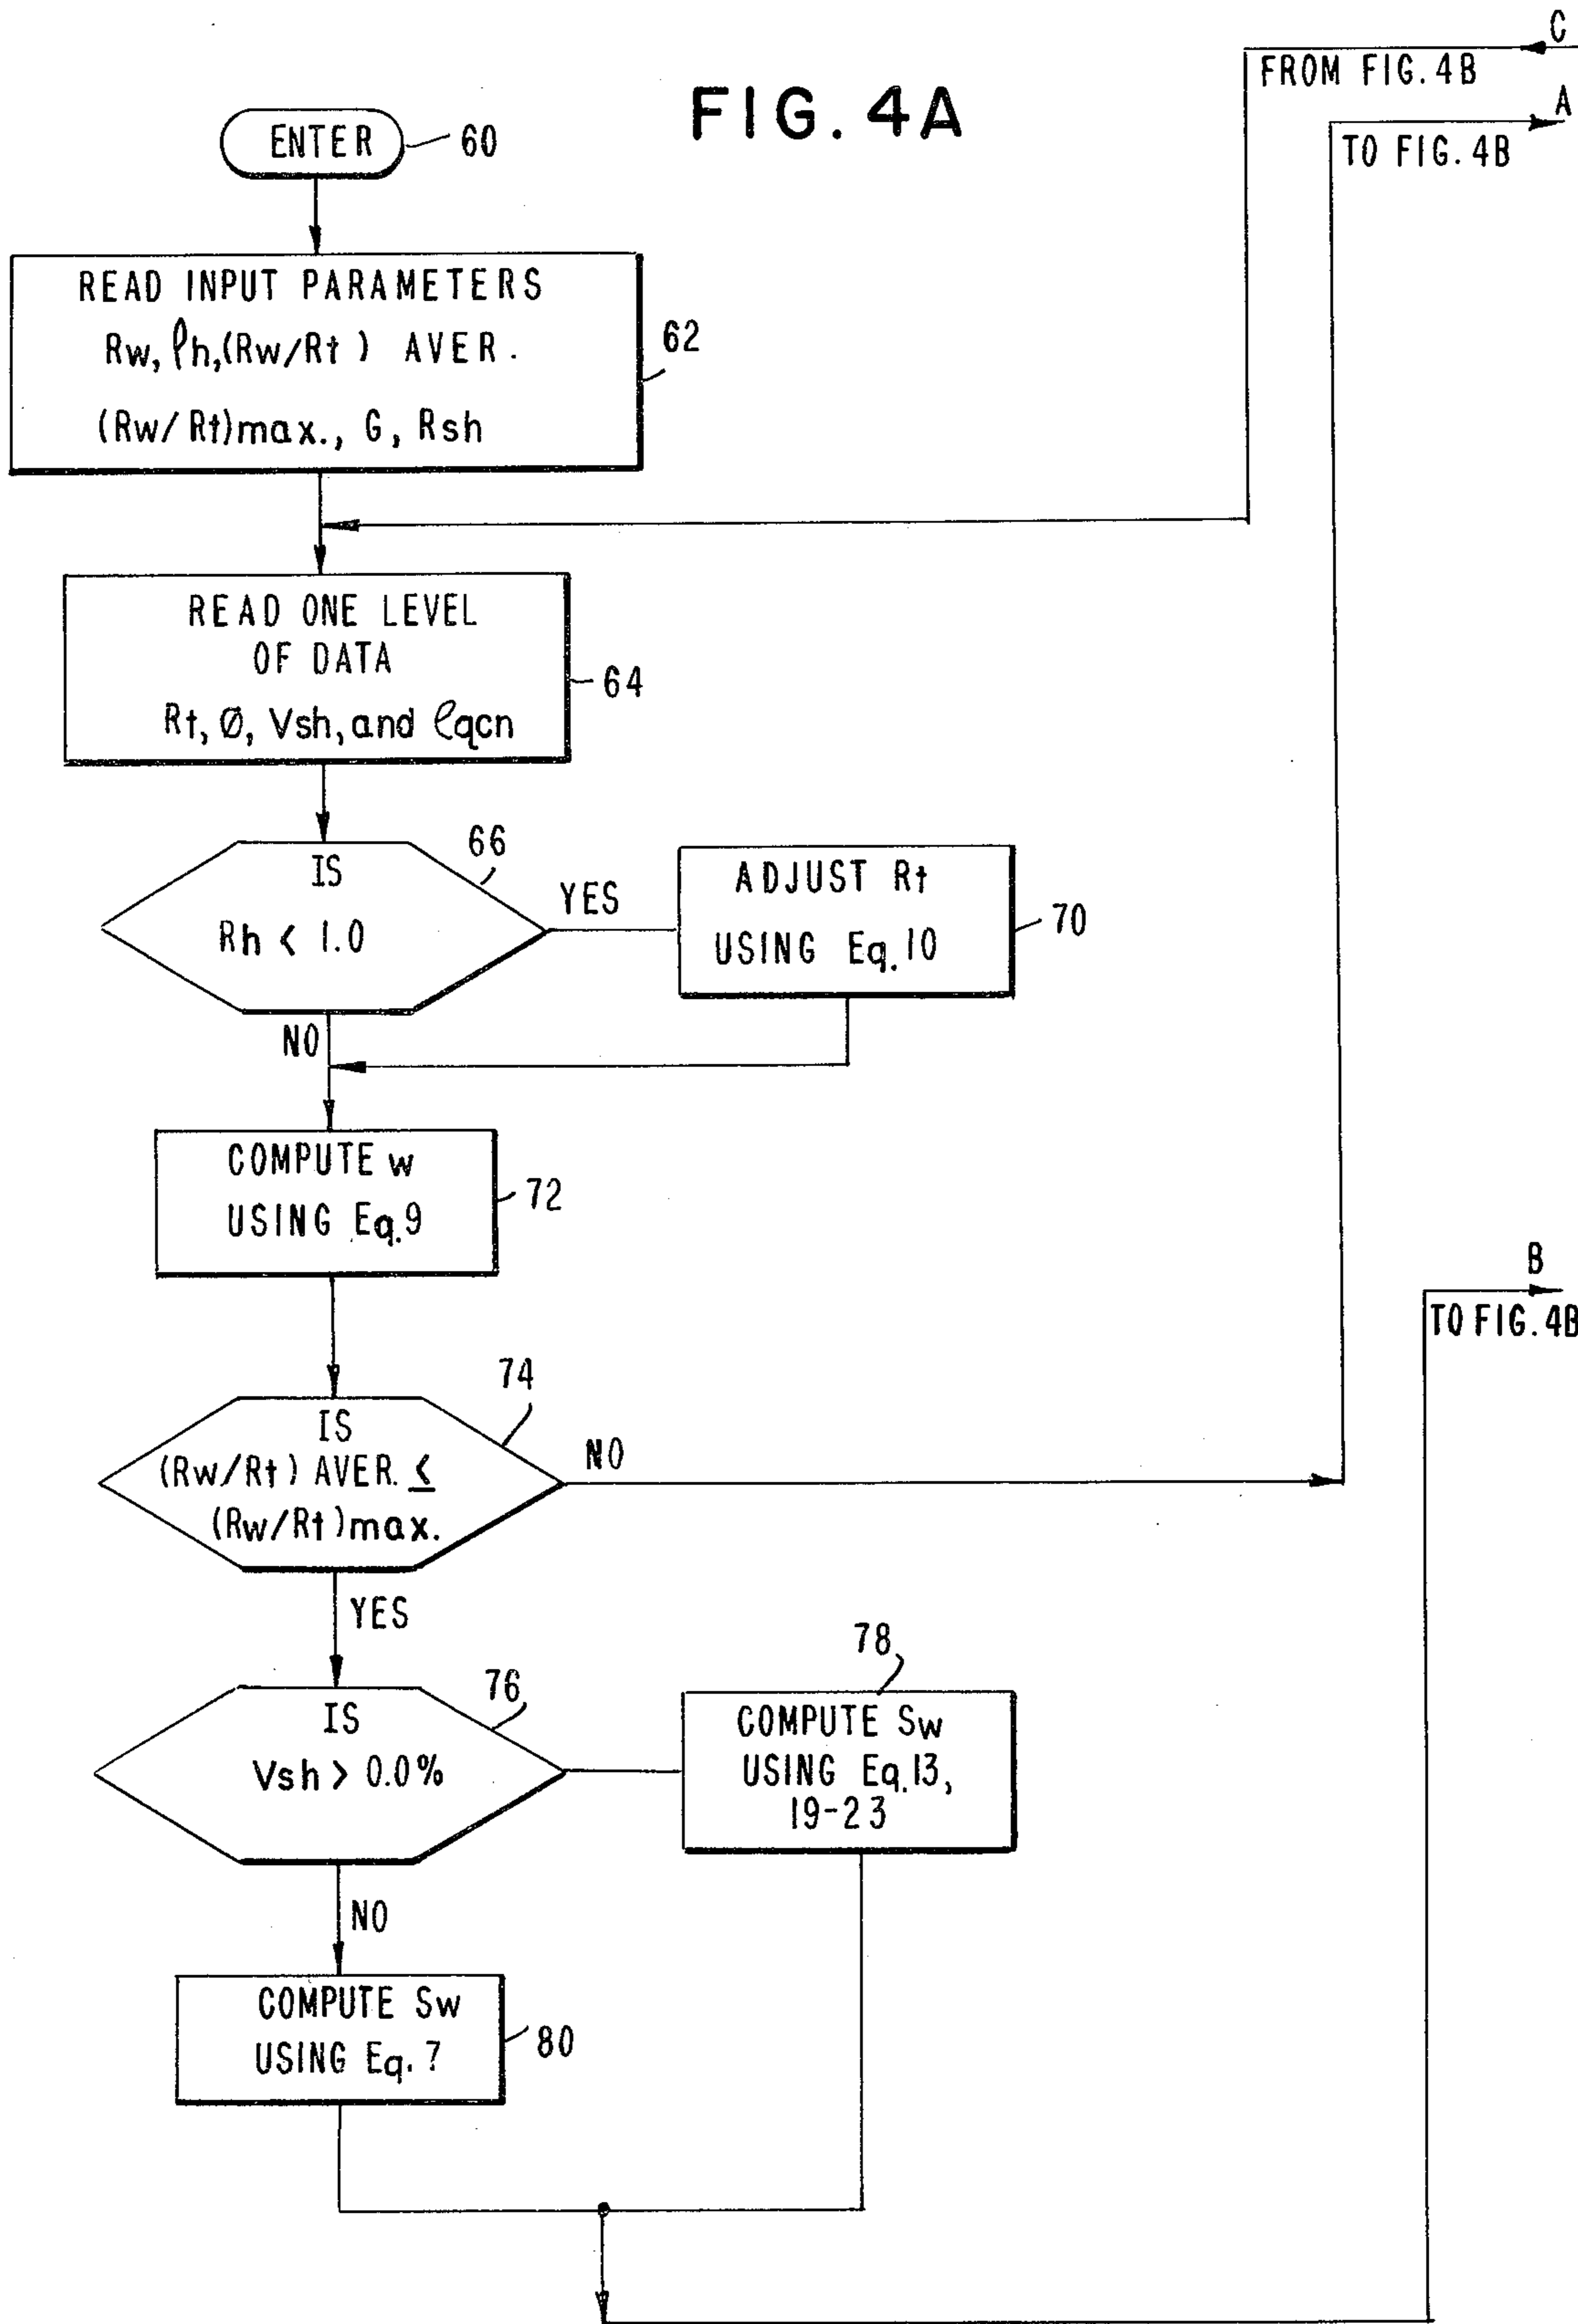 FIG. 4A
C
FROM FIG. 4B
A
TO FIG. 4B
ENTER
60
READ INPUT PARAMETERS
Rw, ρh,(Rw/Rt) AVER.
(Rw/Rt)max., G, Rsh
62
READ ONE LEVEL
OF DATA
Rt, Ø, Vsh, and ρqcn
64
IS
Rh < 1.0
66
YES
ADJUST Rt
USING Eq. 10
70
NO
COMPUTE w
USING Eq. 9
72
B
TO FIG. 4B
IS
(Rw/Rt) AVER. ≤
(Rw/Rt)max.
74
NO
YES
IS
Vsh > 0.0%
76
78
COMPUTE Sw
USING Eq. 13,
19-23
NO
COMPUTE Sw
USING Eq. 7
80